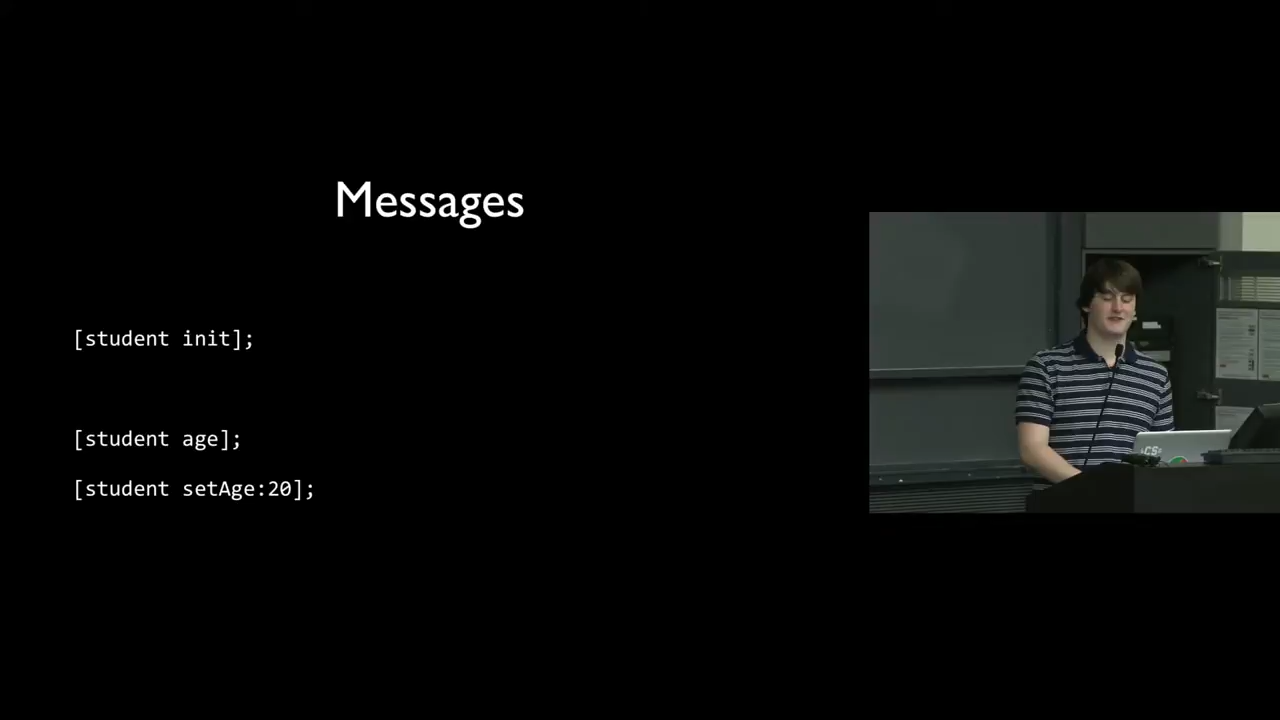 Messages
[student init];
[student age];
[student setAge:20];